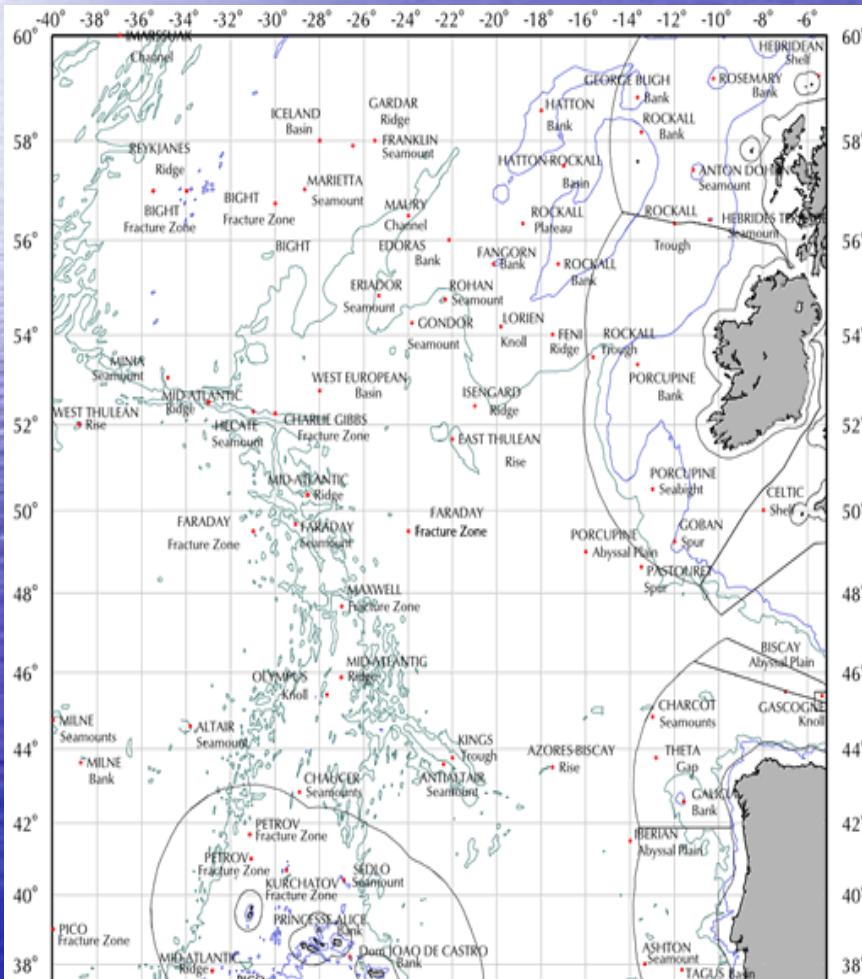 -40° -38° -36° -34° -32° -30° -28° -26° -24° -22° -20° -18° -16° -14° -12° -10° -8° -6°
60° 60°
IMARSSUAK
Channel
HEBRIDEAN
Shelf
GEORGE BLIGH
Bank
ROSEMARY
Bank
GARDAR
Ridge
HATTON
Bank
ICELAND
Basin
ROCKALL
Bank
58° 58°
FRANKLIN
Seamount
REYKJANES
Ridge
HATTON-ROCKALL
Basin
ANTON DOHRN
Seamount
MARIETTA
Seamount
BIGHT
Fracture Zone
BIGHT
Fracture Zone
MAURY
Channel
ROCKALL
Plateau
ROCKALL
Trough
HEBRIDES
Seamount
56° 56°
BIGHT
EDORAS
Bank
FANGORN
Bank
ROCKALL
Bank
ERIADOR
Seamount
ROHAN
Seamount
GONDOR
Seamount
LORIEN
Knoll
FENI
Ridge
ROCKALL
Trough
54° 54°
MINIA
Seamount
WEST EUROPEAN
Basin
PORCUPINE
Bank
MID-ATLANTIC
Ridge
ISENGARD
Ridge
WEST THULEAN
Rise
HECATE
Seamount
CHARLIE GIBBS
Fracture Zone
52° 52°
EAST THULEAN
Rise
MID-ATLANTIC
Ridge
PORCUPINE
Seabight
CELTIC
Shelf
50° 50°
FARADAY
Fracture Zone
FARADAY
Seamount
FARADAY
Fracture Zone
PORCUPINE
Abyssal Plain
GOBAN
Spur
PASTOURET
Spur
48° 48°
MAXWELL
Fracture Zone
BISCAY
Abyssal Plain
46° 46°
MID-ATLANTIC
Ridge
OLYMPUS
Knoll
MILNE
Seamounts
ALTAIR
Seamount
CHARCOT
Seamounts
GASCOGNE
Knoll
44° 44°
KINGS
Trough
AZORES-BISCAY
Rise
THETA
Gap
MILNE
Bank
CHAUCER
Seamounts
ANTIALTAIR
Seamount
GALICIA
Bank
42° 42°
PETROV
Fracture Zone
IBERIAN
Abyssal Plain
PETROV
Fracture Zone
SEDLO
Seamount
KURCHATOV
Fracture Zone
40° 40°
PRINCESS ALICE
Bank
PICO
Fracture Zone
MID-ATLANTIC
Ridge
Dom JOAO DE CASTRO
Bank
ASHTON
Seamount
38° 38°
PICO
TAGUS Basin